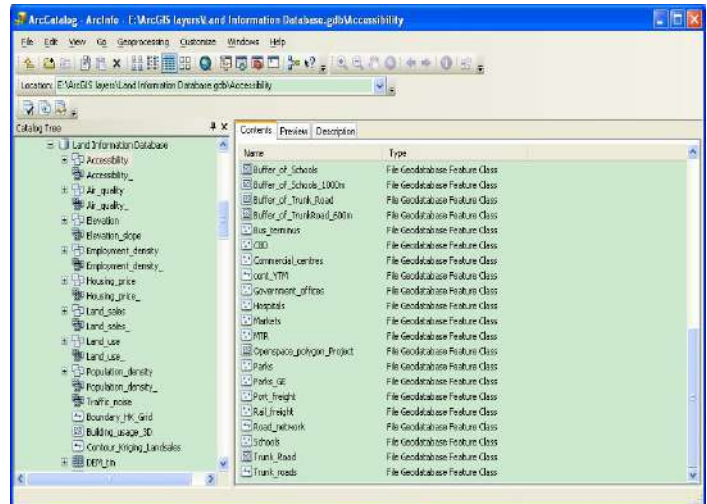 ArcCatalog - ArcInfo - E:\ArcGIS layers\Land Information Database.gdb\Accessibility
File Edit View Go Geoprocessing Customize Windows Help
Location: E:\ArcGIS layers\Land Information Database.gdb\Accessibility
Catalog Tree
Land Information Database
Accessibility
Accessbility_
Air_quality
Air_quality_
Elevation
Elevation_slope
Employment_density
Employment_density_
Housing_price
Housing_price_
Land_sales
Land_sales_
Land_use
Land_use_
Population_density
Population_density_
Traffic_noise
Boundary_HK_Grid
Building_usage_3D
Contour_Kriging_Landsales
DEM_tin
Contents Preview Description
Name Type
Buffer_of_Schools File Geodatabase Feature Class
Buffer_of_Schools_1000m File Geodatabase Feature Class
Buffer_of_Trunk_Road File Geodatabase Feature Class
Buffer_of_TrunkRoad_600m File Geodatabase Feature Class
Bus_terminus File Geodatabase Feature Class
CBD File Geodatabase Feature Class
Commercial_centres File Geodatabase Feature Class
cont_YTM File Geodatabase Feature Class
Government_offices File Geodatabase Feature Class
Hospitals File Geodatabase Feature Class
Markets File Geodatabase Feature Class
MTR File Geodatabase Feature Class
Openspace_polygon_Project File Geodatabase Feature Class
Parks File Geodatabase Feature Class
Parks_GE File Geodatabase Feature Class
Port_freight File Geodatabase Feature Class
Rail_freight File Geodatabase Feature Class
Road_network File Geodatabase Feature Class
Schools File Geodatabase Feature Class
Trunk_Road File Geodatabase Feature Class
Trunk_roads File Geodatabase Feature Class